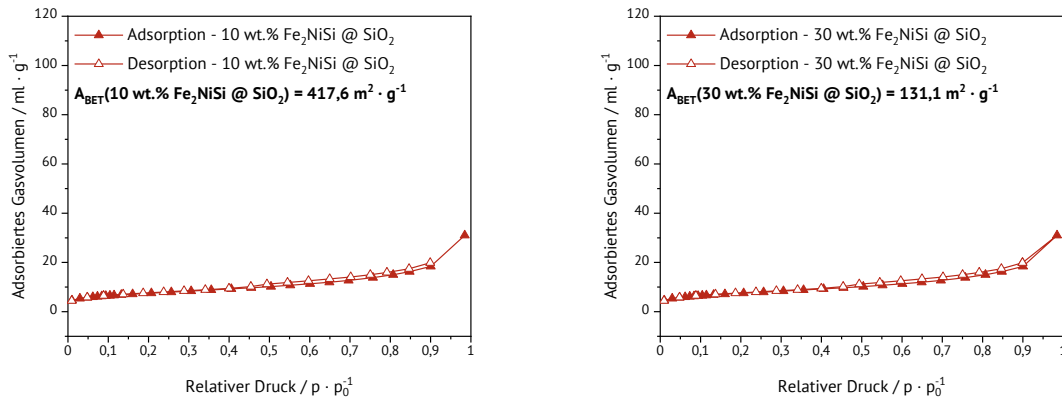 120
100
80
60
40
20
0
Adsorbiertes Gasvolumen / ml · g⁻¹
Adsorption - 10 wt.% Fe₂NiSi @ SiO₂
Desorption - 10 wt.% Fe₂NiSi @ SiO₂
A_BET(10 wt.% Fe₂NiSi @ SiO₂) = 417,6 m² · g⁻¹
0 0,1 0,2 0,3 0,4 0,5 0,6 0,7 0,8 0,9 1
Relativer Druck / p · p₀⁻¹
120
100
80
60
40
20
0
Adsorbiertes Gasvolumen / ml · g⁻¹
Adsorption - 30 wt.% Fe₂NiSi @ SiO₂
Desorption - 30 wt.% Fe₂NiSi @ SiO₂
A_BET(30 wt.% Fe₂NiSi @ SiO₂) = 131,1 m² · g⁻¹
0 0,1 0,2 0,3 0,4 0,5 0,6 0,7 0,8 0,9 1
Relativer Druck / p · p₀⁻¹